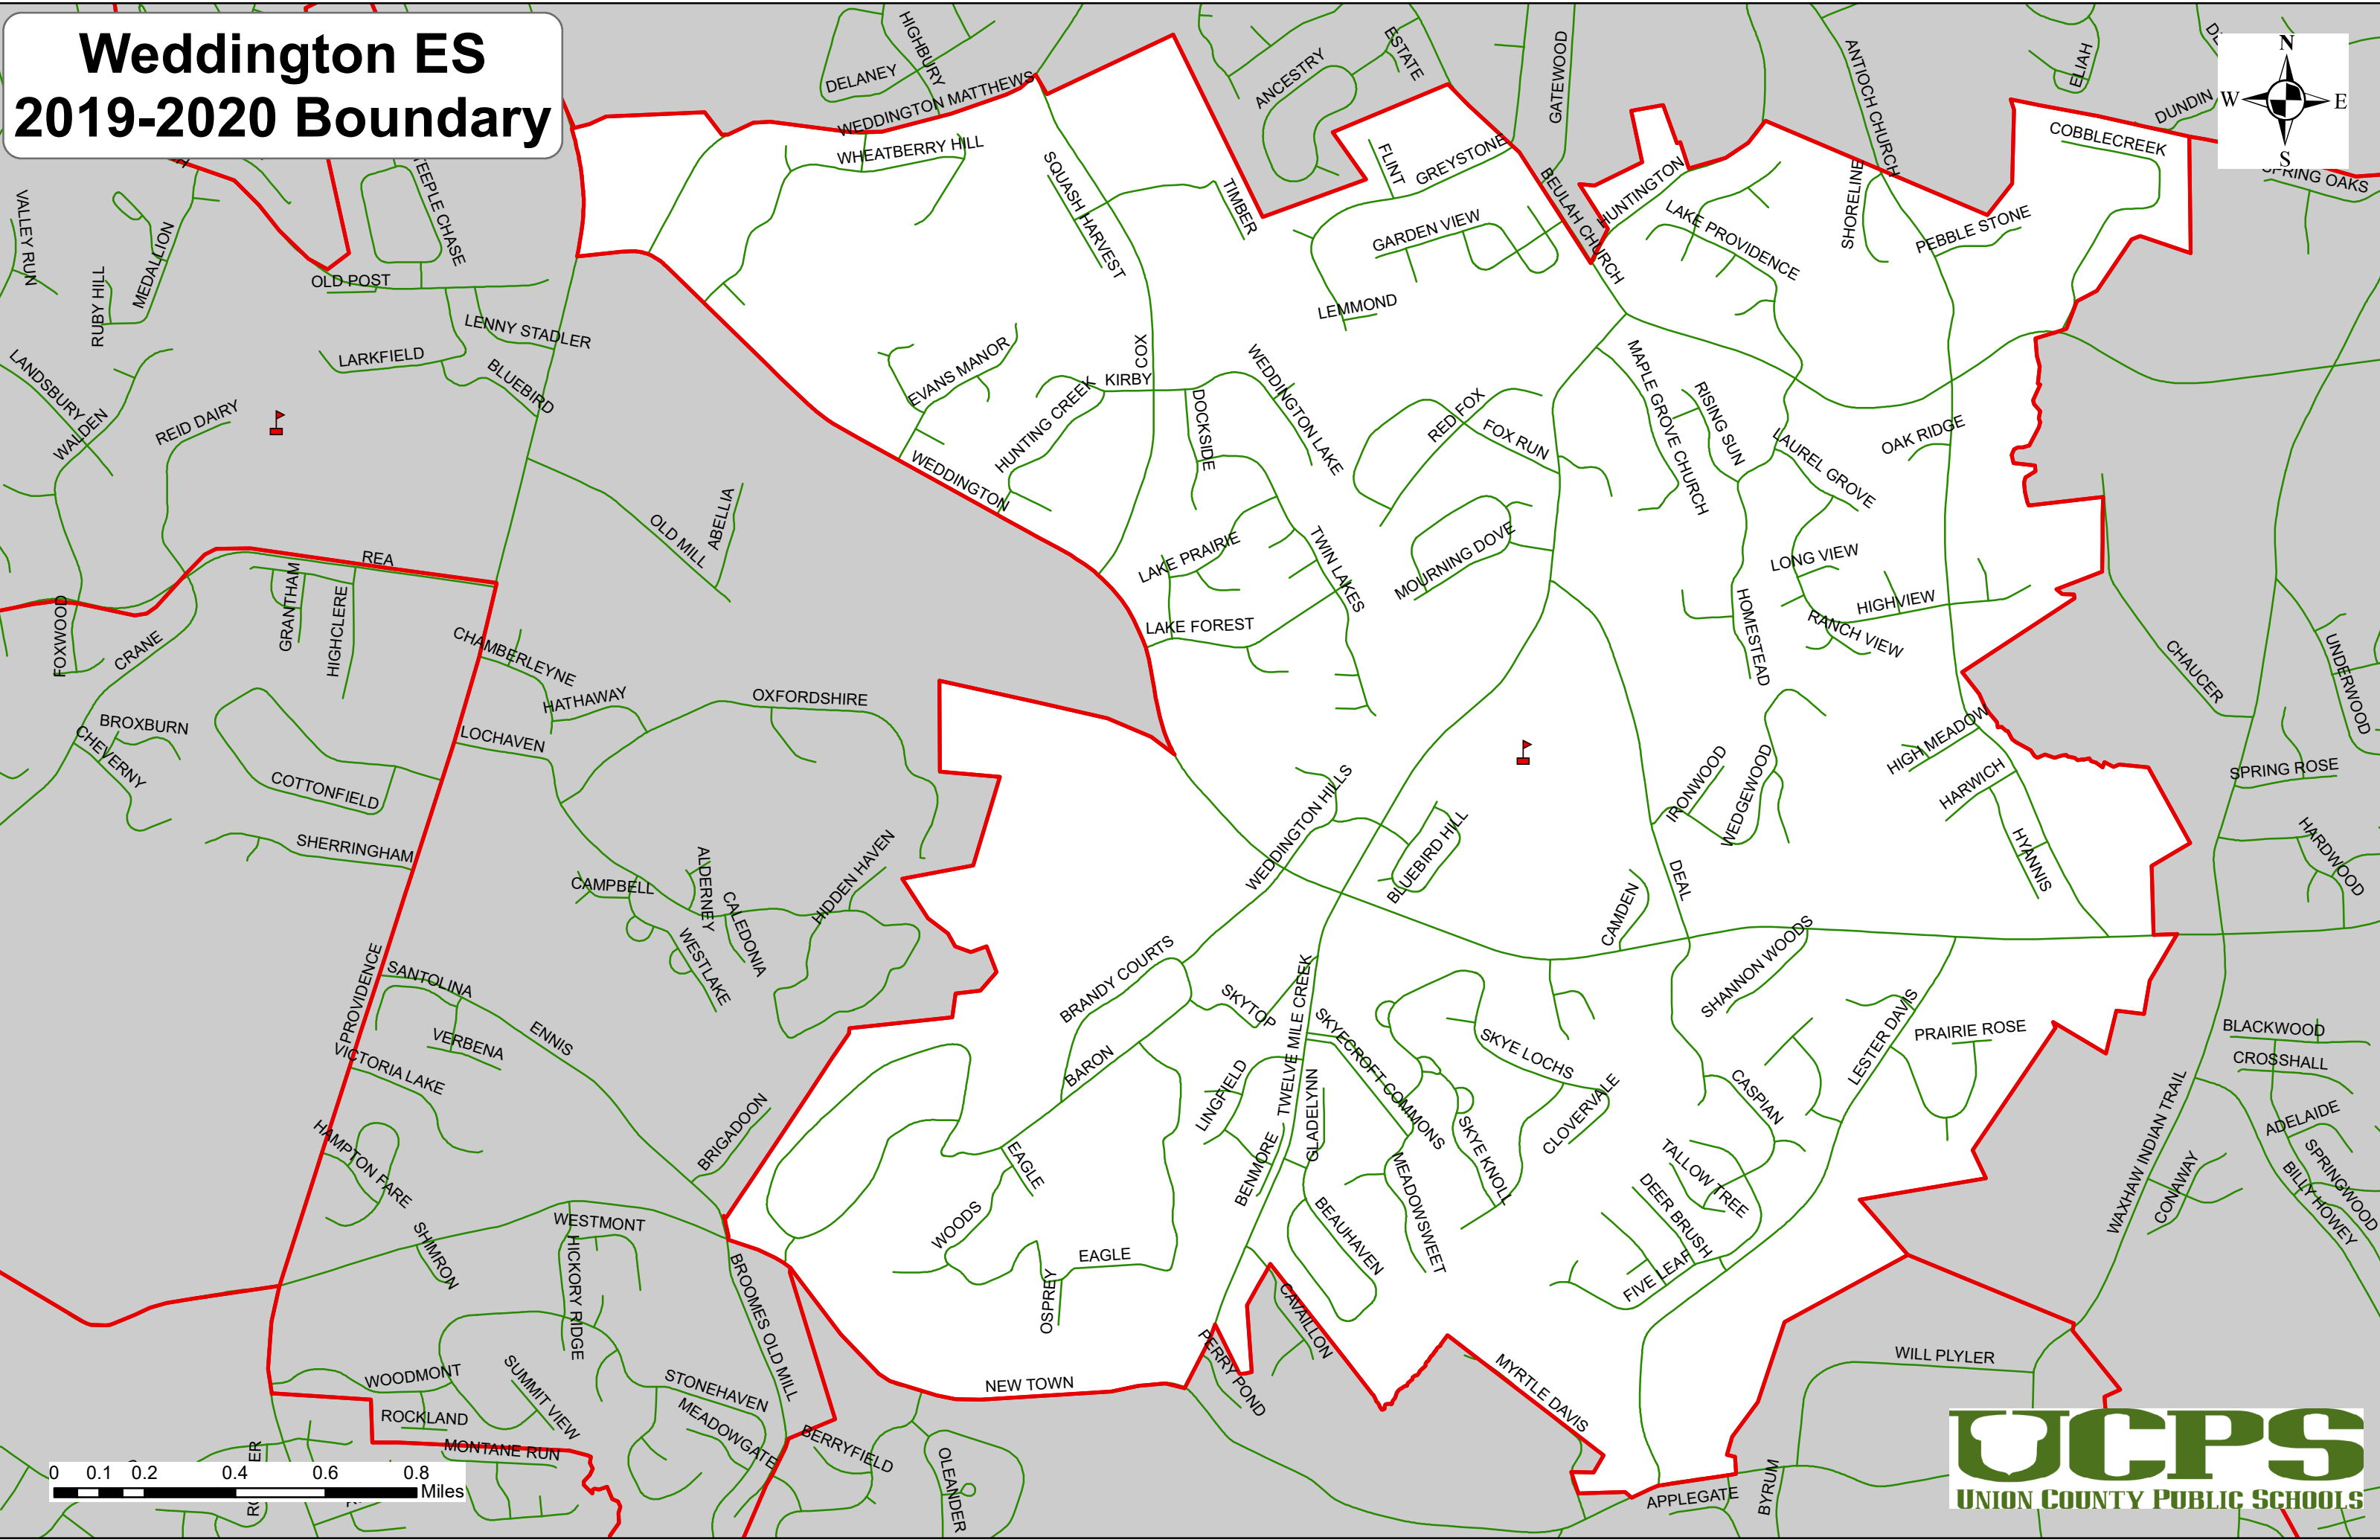 Weddington ES
2019-2020 Boundary
HIGHBURY
DELANEY
WEDDINGTON MATTHEWS
WHEATBERRY HILL
ANCESTRY
ESTATE
GATEWOOD
ANTIOCH CHURCH
ELIAH
DUNDIN
N
W
E
S
SPRING OAKS
COBBLECREEK
FLINT
GREYSTONE
BEULAH CHURCH
HUNTINGTON
LAKE PROVIDENCE
SHORELINE
PEBBLE STONE
SQUASH HARVEST
TIMBER
GARDEN VIEW
LEMMOND
VALLEY RUN
RUBY HILL
MEDALLION
OLD POST
LENNY STADLER
LARKFIELD
BLUEBIRD
LANDSBURY
WALDEN
REID DAIRY
EVANS MANOR
HUNTING CREEK
KIRBY
COX
DOCKSIDE
WEDDINGTON LAKE
RED FOX
FOX RUN
MAPLE GROVE CHURCH
RISING SUN
LAUREL GROVE
OAK RIDGE
WEDDINGTON
OLD MILL
ABELLIA
LAKE PRAIRIE
TWIN LAKES
MOURNING DOVE
LONG VIEW
HIGHVIEW
RANCH VIEW
HOMESTEAD
LAKE FOREST
REA
GRANTHAM
HIGHCLERE
FOXWOOD
CRANE
CHAMBERLEYNE
HATHAWAY
OXFORDSHIRE
LOCHAVEN
BROXBURN
CHEVERNY
COTTONFIELD
SHERRINGHAM
CHAUCER
UNDERWOOD
HIGH MEADOW
HARWICH
HYANNIS
SPRING ROSE
HARDWOOD
IRONWOOD
WEDGEWOOD
WEDDINGTON HILLS
BLUEBIRD HILL
DEAL
CAMDEN
CAMPBELL
ALDERNEY
CALEDONIA
HIDDEN HAVEN
WESTLAKE
PROVIDENCE
SANTOLINA
ENNIS
VERBENA
VICTORIA LAKE
BRIGADOON
HAMPTON FARE
SHIMRON
BRANDY COURTS
SKYTOP
BARON
TWELVE MILE CREEK
SKYECROFT COMMONS
SKYE LOCHS
SHANNON WOODS
LESTER DAVIS
PRAIRIE ROSE
BLACKWOOD
CROSSHALL
ADELAIDE
SPRINGWOOD
BILLY HOWEY
CONAWAY
WAXHAW INDIAN TRAIL
LINGFIELD
GLADELYNN
BENMORE
SKYE KNOLL
CLOVERVALE
CASPIAN
TALLOW TREE
DEER BRUSH
FIVE LEAF
MEADOWSWEET
BEAUHAVEN
EAGLE
WOODS
EAGLE
OSPREY
WESTMONT
HICKORY RIDGE
BROOMES OLD MILL
CAVAILLON
PERRY POND
NEW TOWN
MYRTLE DAVIS
WILL PLYLER
WOODMONT
SUMMIT VIEW
STONEHAVEN
MEADOWGATE
ROCKLAND
MONTANE RUN
BERRYFIELD
OLEANDER
APPLEGATE
BYRUM
0 0.1 0.2 0.4 0.6 0.8
Miles
UCPS
UNION COUNTY PUBLIC SCHOOLS